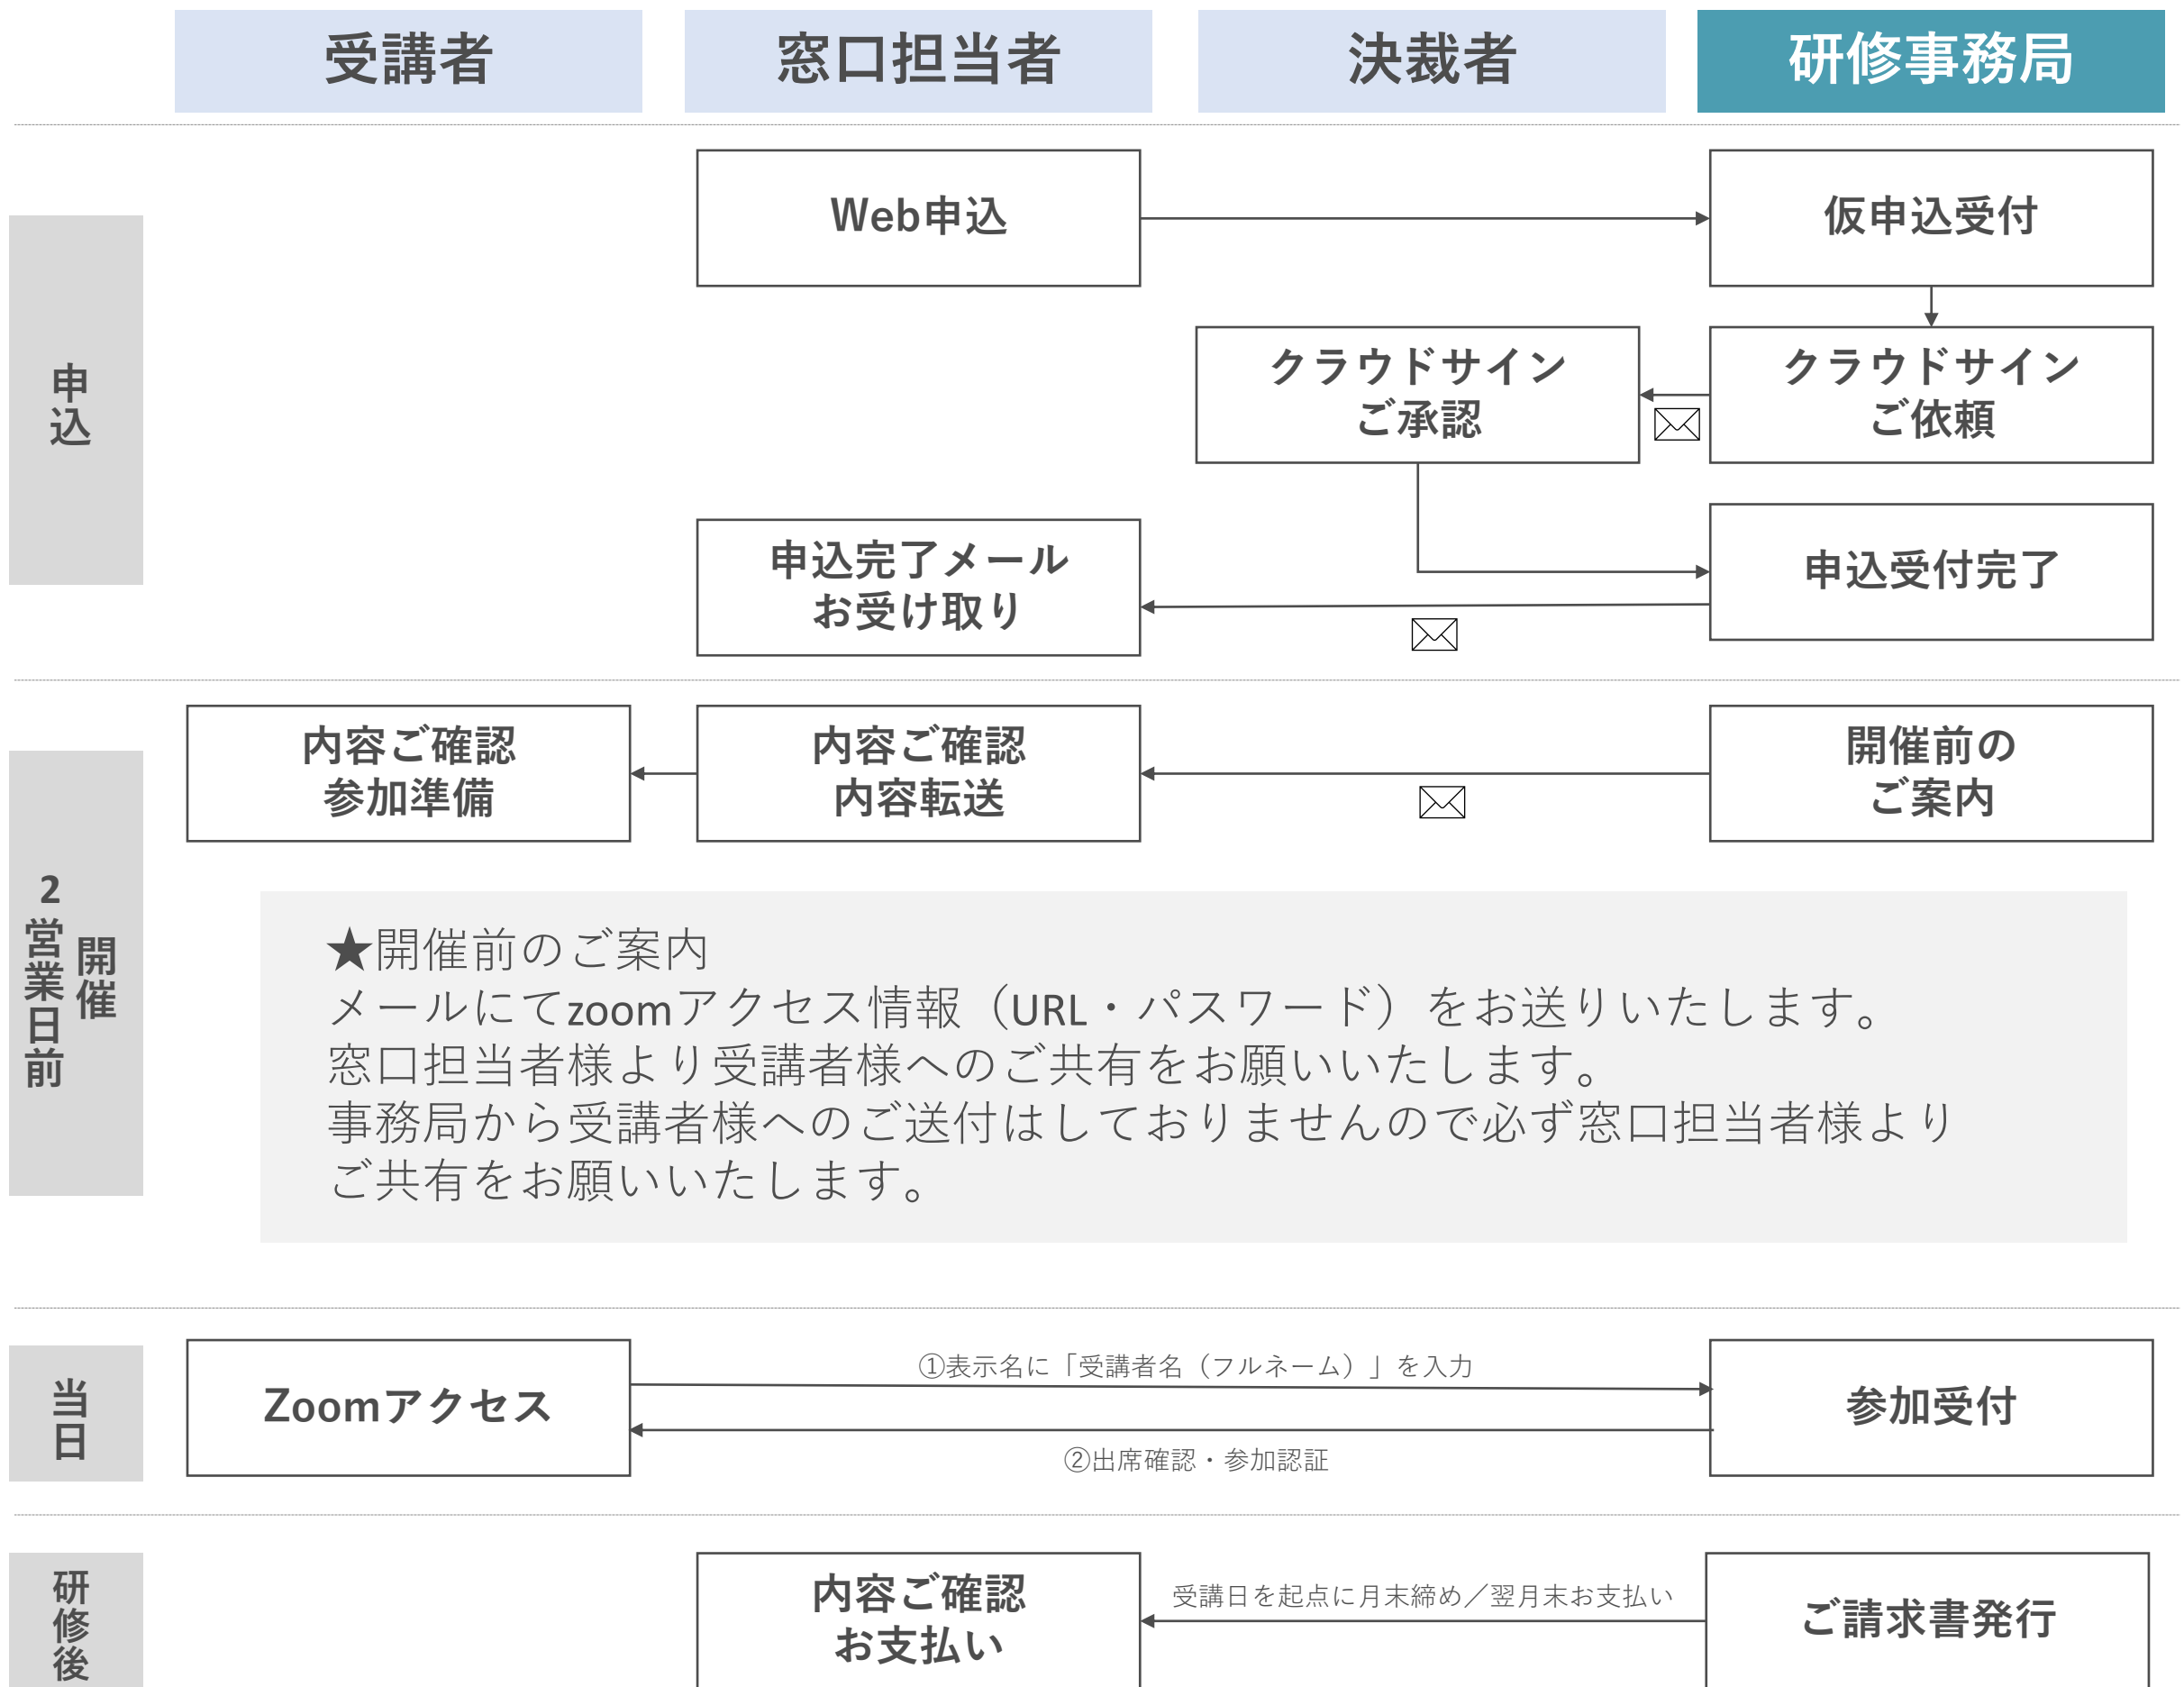 受講者
窓口担当者
決裁者
研修事務局
申込
Web申込
仮申込受付
クラウドサイン
ご依頼
クラウドサイン
ご承認
申込受付完了
申込完了メール
お受け取り
開催
2営業日前
開催前の
ご案内
内容ご確認
内容転送
内容ご確認
参加準備
★開催前のご案内
メールにてzoomアクセス情報（URL・パスワード）をお送りいたします。
窓口担当者様より受講者様へのご共有をお願いいたします。
事務局から受講者様へのご送付はしておりませんので必ず窓口担当者様より
ご共有をお願いいたします。
当日
Zoomアクセス
①表示名に「受講者名（フルネーム）」を入力
②出席確認・参加認証
参加受付
研修後
内容ご確認
お支払い
受講日を起点に月末締め／翌月末お支払い
ご請求書発行